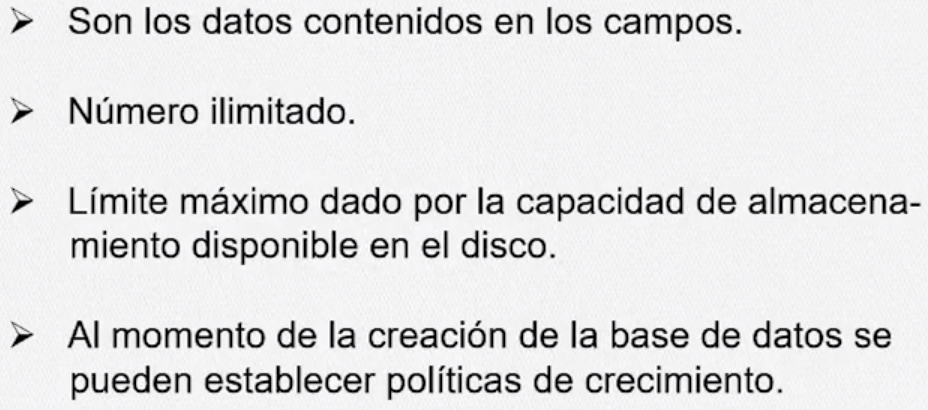 ➢ Son los datos contenidos en los campos.
➢ Número ilimitado.
➢ Límite máximo dado por la capacidad de almacena-
miento disponible en el disco.
➢ Al momento de la creación de la base de datos se
pueden establecer políticas de crecimiento.